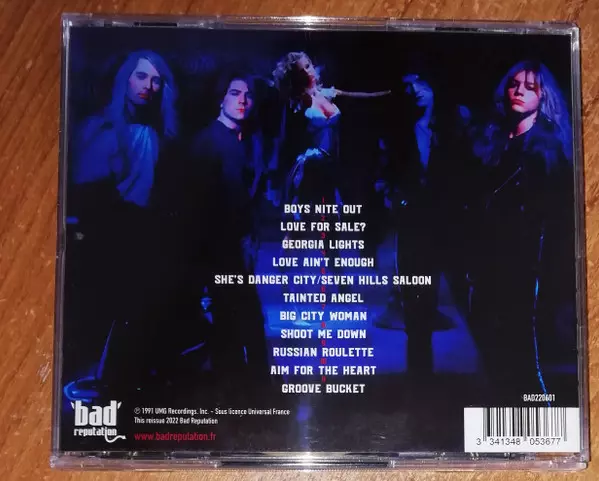 BOYS NITE OUT
LOVE FOR SALE?
GEORGIA LIGHTS
LOVE AIN'T ENOUGH
SHE'S DANGER CITY/SEVEN HILLS SALOON
TAINTED ANGEL
BIG CITY WOMAN
SHOOT ME DOWN
RUSSIAN ROULETTE
AIM FOR THE HEART
GROOVE BUCKET
BAD220601
bad
reputation
℗ 1991 UMG Recordings, Inc. - Sous licence Universal France
This reissue 2022 Bad Reputation
www.badreputation.fr
3 341348 053677